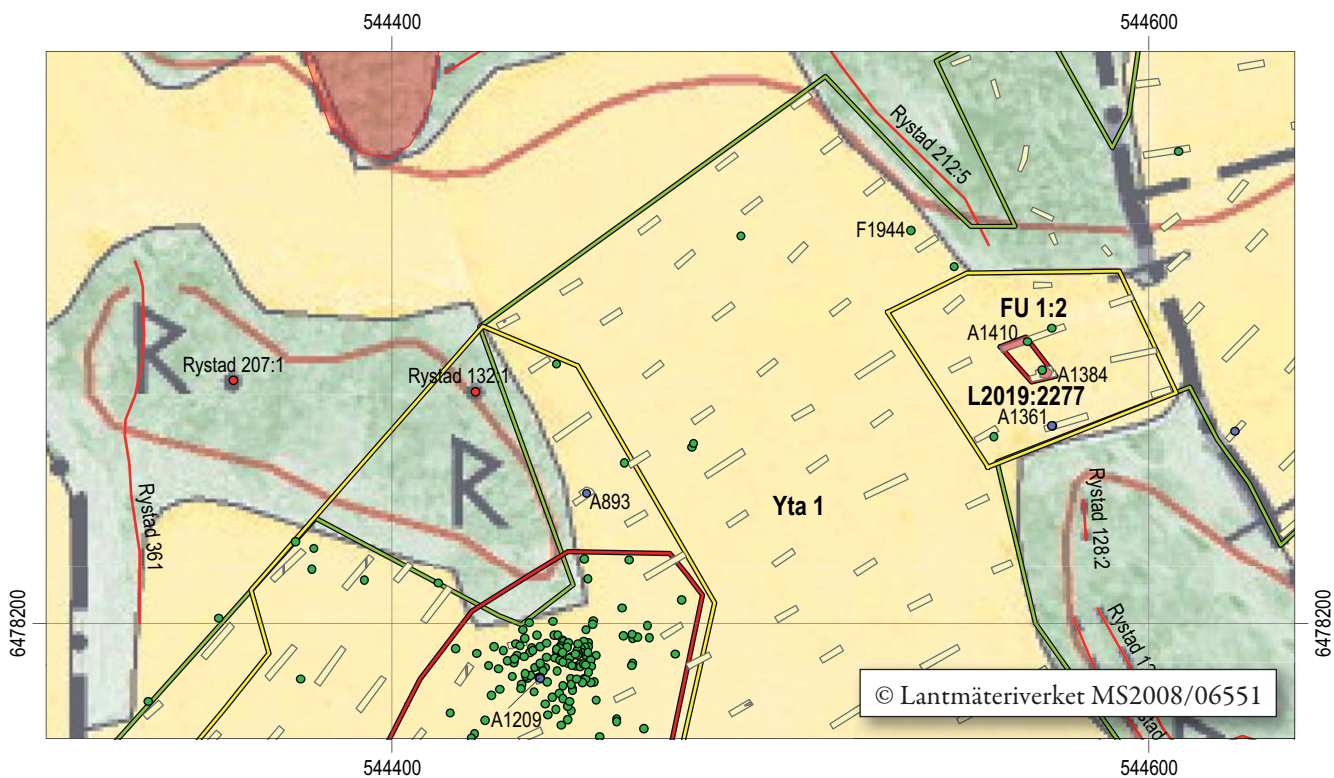 544400
544600
Rystad 212:5
F1944
FU 1:2
A1410
A1384
L2019:2277
A1361
Rystad 207:1
Rystad 132:1
R
R
A893
Yta 1
Rystad 361
Rystad 128:2
6478200
6478200
Rystad
A1209
© Lantmäteriverket MS2008/06551
544400
544600